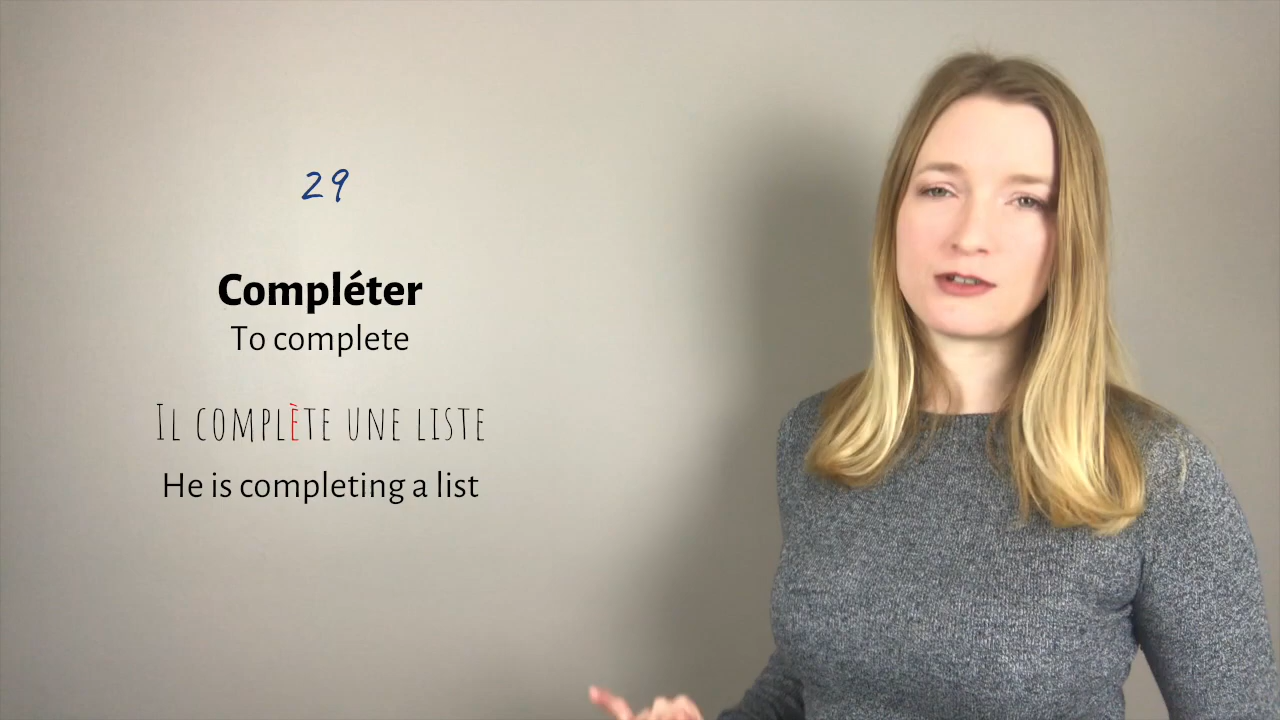 29
Compléter
To complete
Il complète une liste
He is completing a list